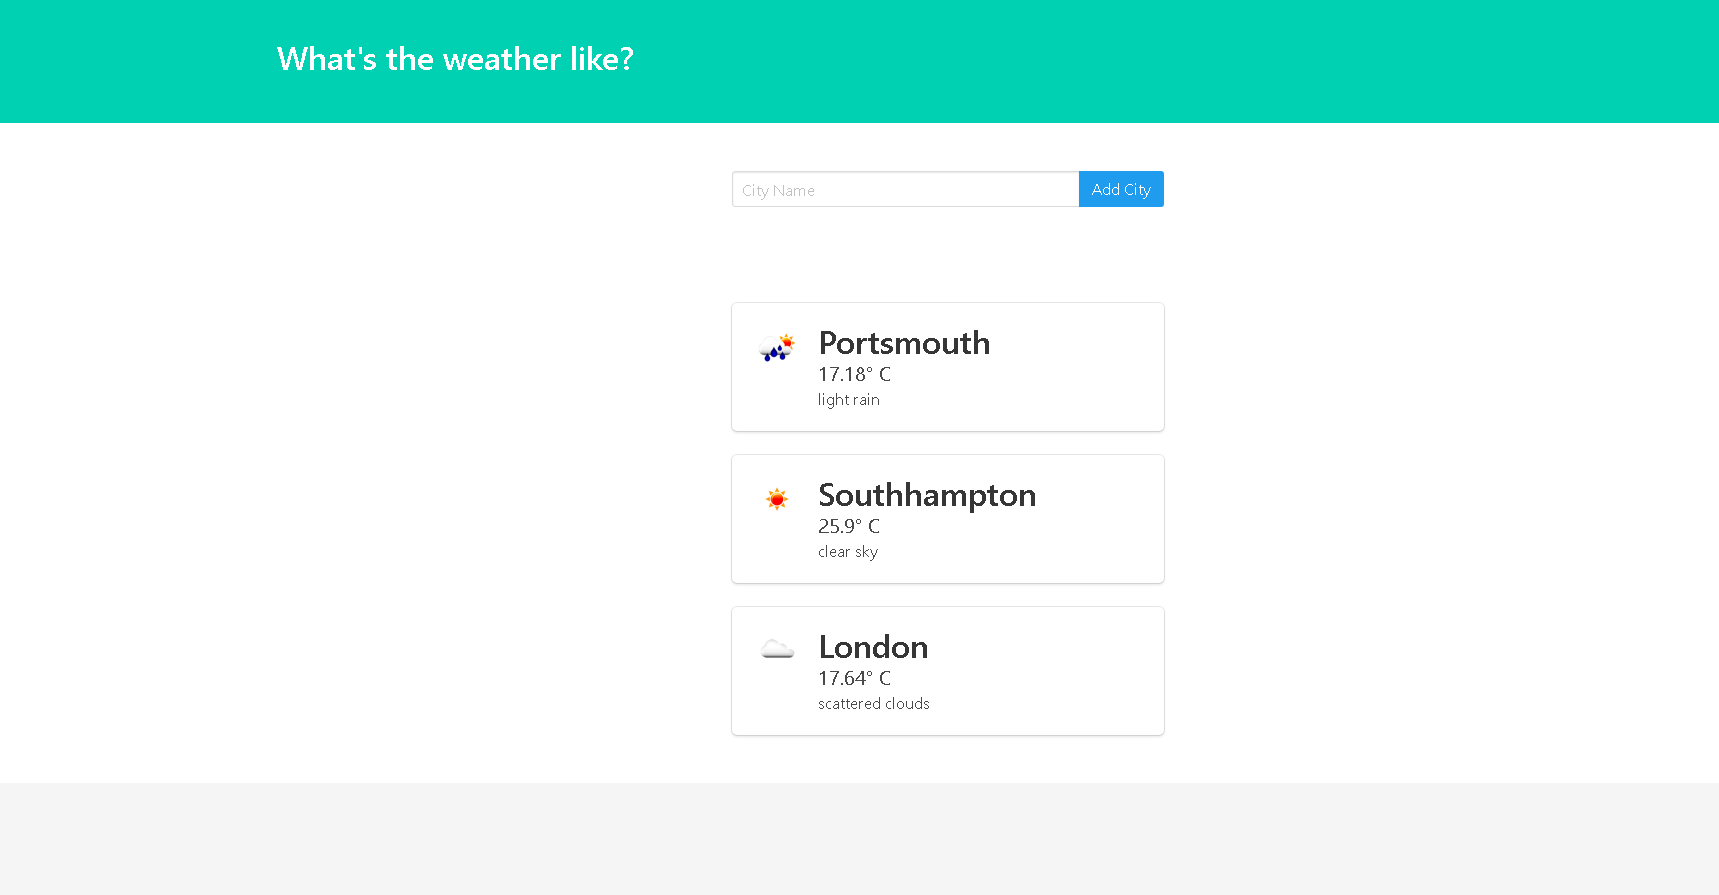 What's the weather like?
City Name
Add City
Portsmouth
17.18° C
light rain
Southhampton
25.9° C
clear sky
London
17.64° C
scattered clouds